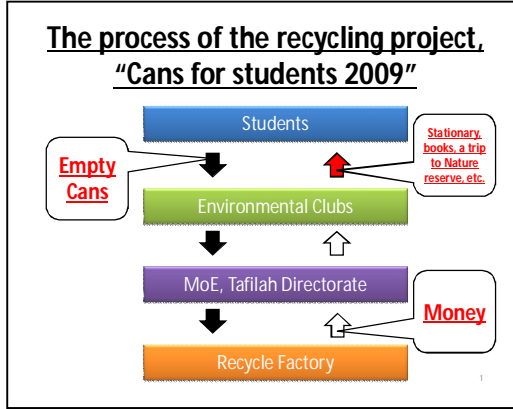 The process of the recycling project,
“Cans for students 2009”
Students
Empty
Cans
Stationary,
books, a trip
to Nature
reserve, etc.
Environmental Clubs
MoE, Tafilah Directorate
Money
Recycle Factory
1